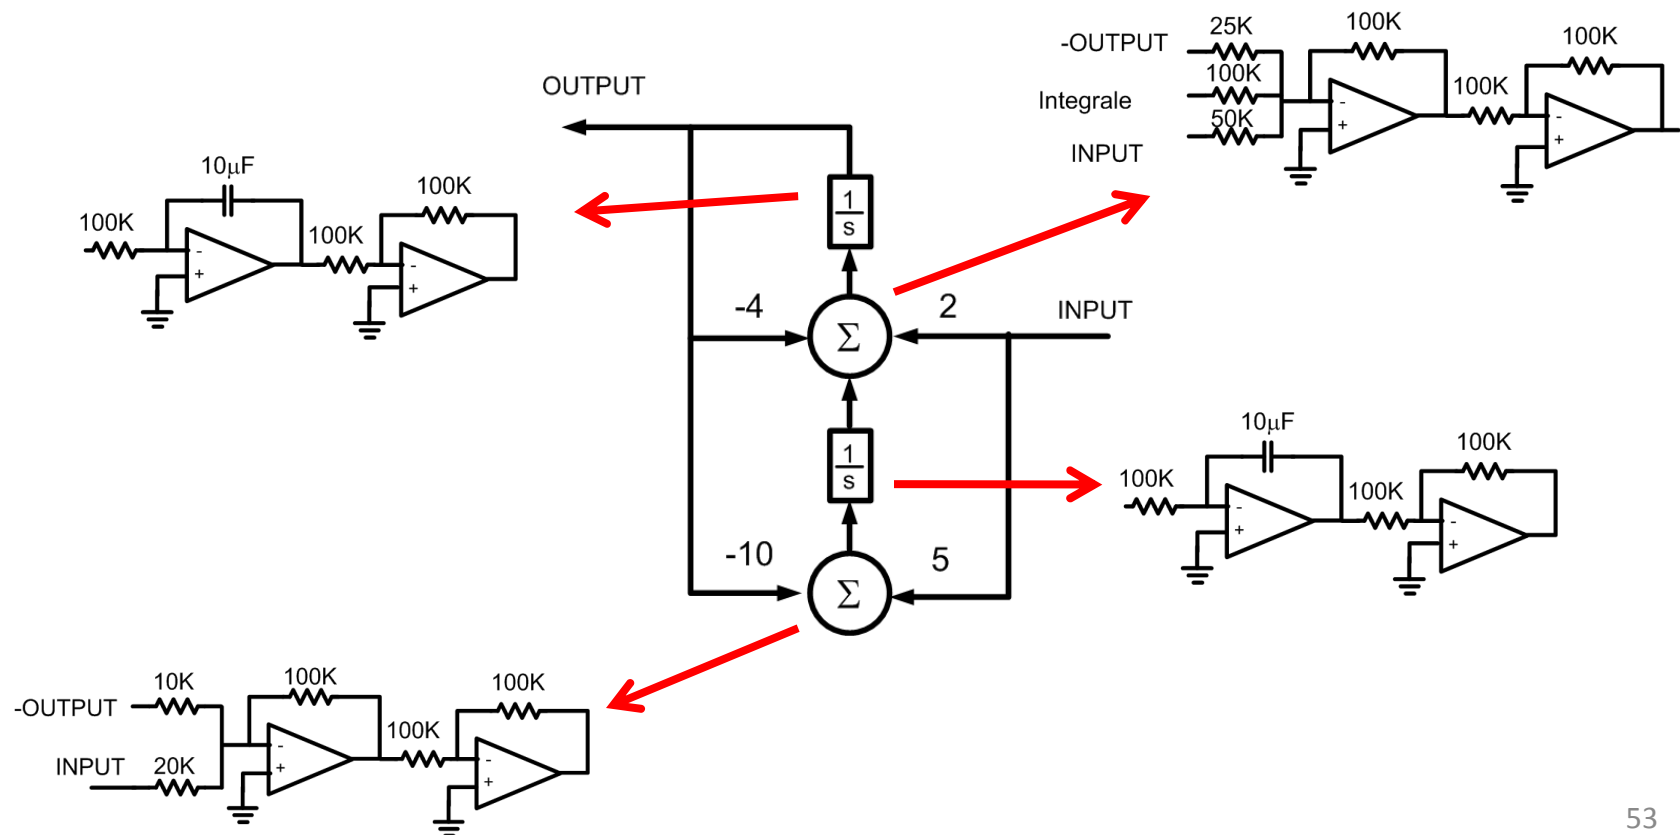 25K
100K
100K
-OUTPUT
100K
100K
Integrale
50K
INPUT
-
+
-
+
OUTPUT
10μF
100K
100K
100K
-
+
-
+
1
s
-4
2
INPUT
Σ
10μF
100K
100K
100K
-
+
-
+
1
s
-10
5
Σ
10K
100K
100K
-OUTPUT
100K
INPUT
20K
-
+
-
+
53